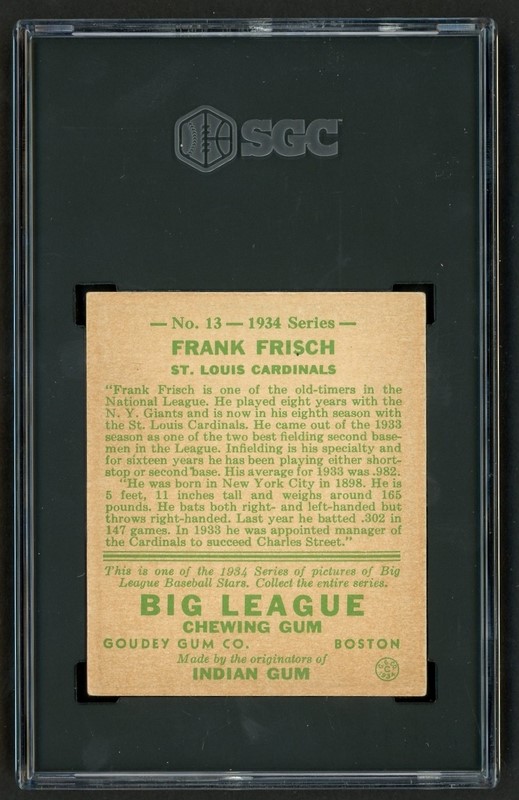 SGC
— No. 13 — 1934 Series —
FRANK FRISCH
ST. LOUIS CARDINALS
"Frank Frisch is one of the old-timers in the
National League. He played eight years with the
N. Y. Giants and is now in his eighth season with
the St. Louis Cardinals. He came out of the 1933
season as one of the two best fielding second base-
men in the League. Infielding is his specialty and
for sixteen years he has been playing either short-
stop or second base. His average for 1933 was .982.
"He was born in New York City in 1898. He is
5 feet, 11 inches tall and weighs around 165
pounds. He bats both right- and left-handed but
throws right-handed. Last year he batted .302 in
147 games. In 1933 he was appointed manager of
the Cardinals to succeed Charles Street."
This is one of the 1934 Series of pictures of Big
League Baseball Stars. Collect the entire series.
BIG LEAGUE
CHEWING GUM
GOUDEY GUM CO. BOSTON
Made by the originators of
INDIAN GUM